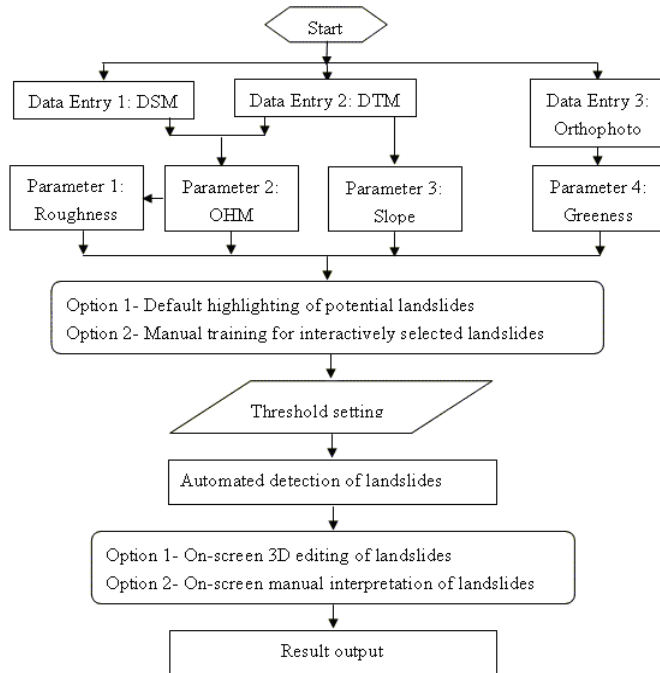 Start
Data Entry 1: DSM
Data Entry 2: DTM
Data Entry 3:
Orthophoto
Parameter 1:
Roughness
Parameter 2:
OHM
Parameter 3:
Slope
Parameter 4:
Greeness
Option 1- Default highlighting of potential landslides
Option 2- Manual training for interactively selected landslides
Threshold setting
Automated detection of landslides
Option 1- On-screen 3D editing of landslides
Option 2- On-screen manual interpretation of landslides
Result output